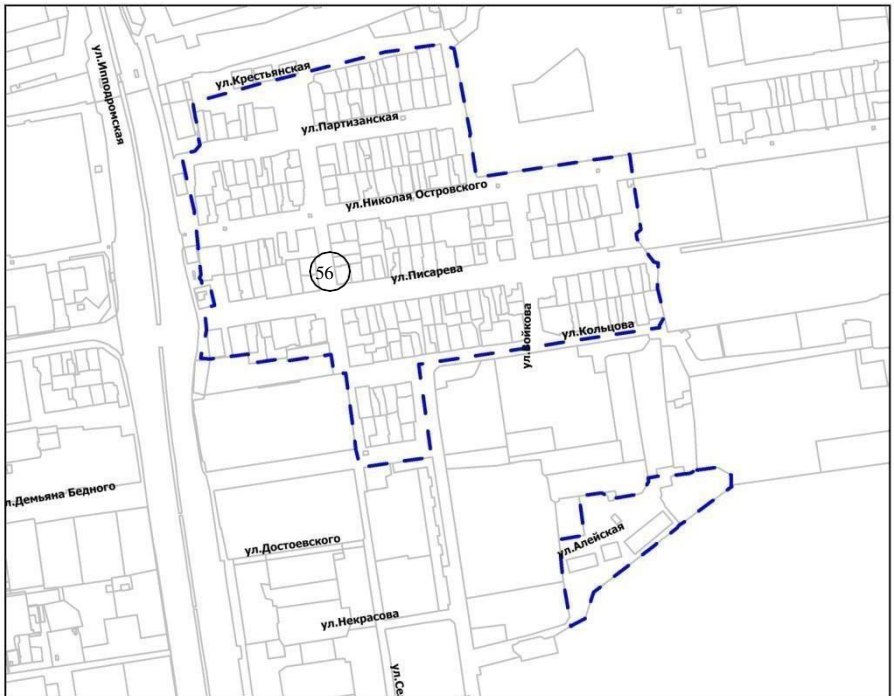 ул.Ипподромская
ул.Крестьянская
ул.Партизанская
ул.Николая Островского
56
ул.Писарева
ул.Войкова
ул.Кольцова
л.Демьяна Бедного
ул.Алейская
ул.Достоевского
ул.Некрасова
ул.Се